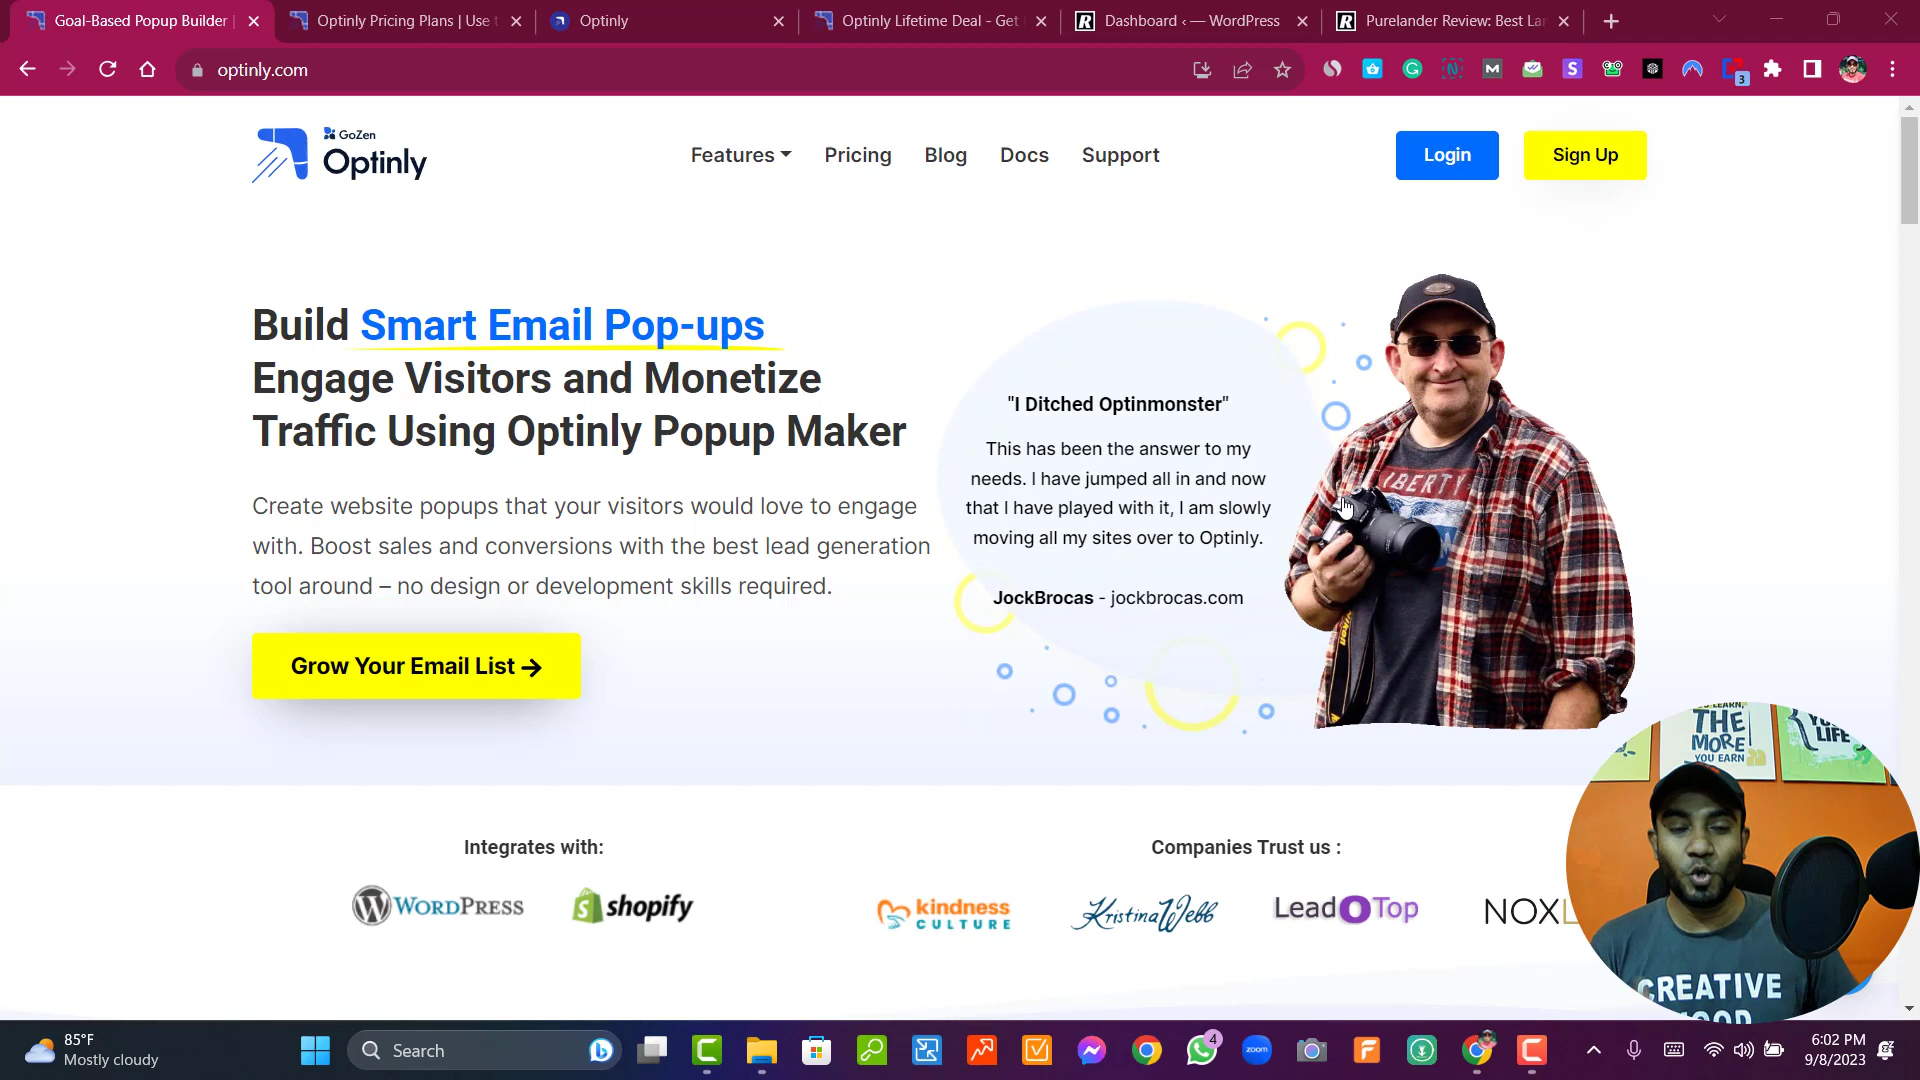 Goal-Based Popup Builder |
Optinly Pricing Plans | Use t
Optinly
Optinly Lifetime Deal - Get
Dashboard ‹ — WordPress
Purelander Review: Best Lan
optinly.com
3
GoZen
Optinly
Features
Pricing
Blog
Docs
Support
Login
Sign Up
Build Smart Email Pop-ups
Engage Visitors and Monetize
Traffic Using Optinly Popup Maker
Create website popups that your visitors would love to engage
with. Boost sales and conversions with the best lead generation
tool around – no design or development skills required.
Grow Your Email List →
"I Ditched Optinmonster"
This has been the answer to my
needs. I have jumped all in and now
that I have played with it, I am slowly
moving all my sites over to Optinly.
JockBrocas - jockbrocas.com
LIBERTY
Integrates with:
WORDPRESS
shopify
Companies Trust us :
kindness
CULTURE
KristinaWebb
LeadOTop
NOXL
LEARN,
THE
MORE
YOU EARN
LIFE
CREATIVE
85°F
Mostly cloudy
Search
4
zoom
6:02 PM
9/8/2023